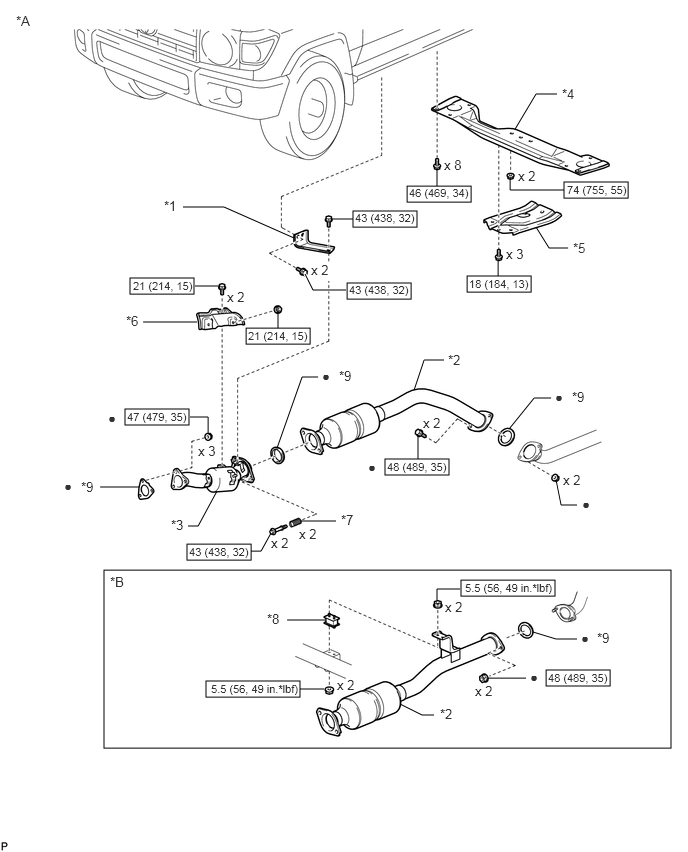 *A
*4
x 8
x 2
46 (469, 34)
74 (755, 55)
*1
43 (438, 32)
*5
x 3
x 2
18 (184, 13)
21 (214, 15)
43 (438, 32)
x 2
*6
21 (214, 15)
*2
● *9
● *9
● 47 (479, 35)
x 2
x 3
● 48 (489, 35)
x 2
● *9
●
*3
*7
x 2
x 2
43 (438, 32)
*B
5.5 (56, 49 in.*lbf)
x 2
*8
● *9
x 2
● 48 (489, 35)
5.5 (56, 49 in.*lbf)
x 2
*2
P